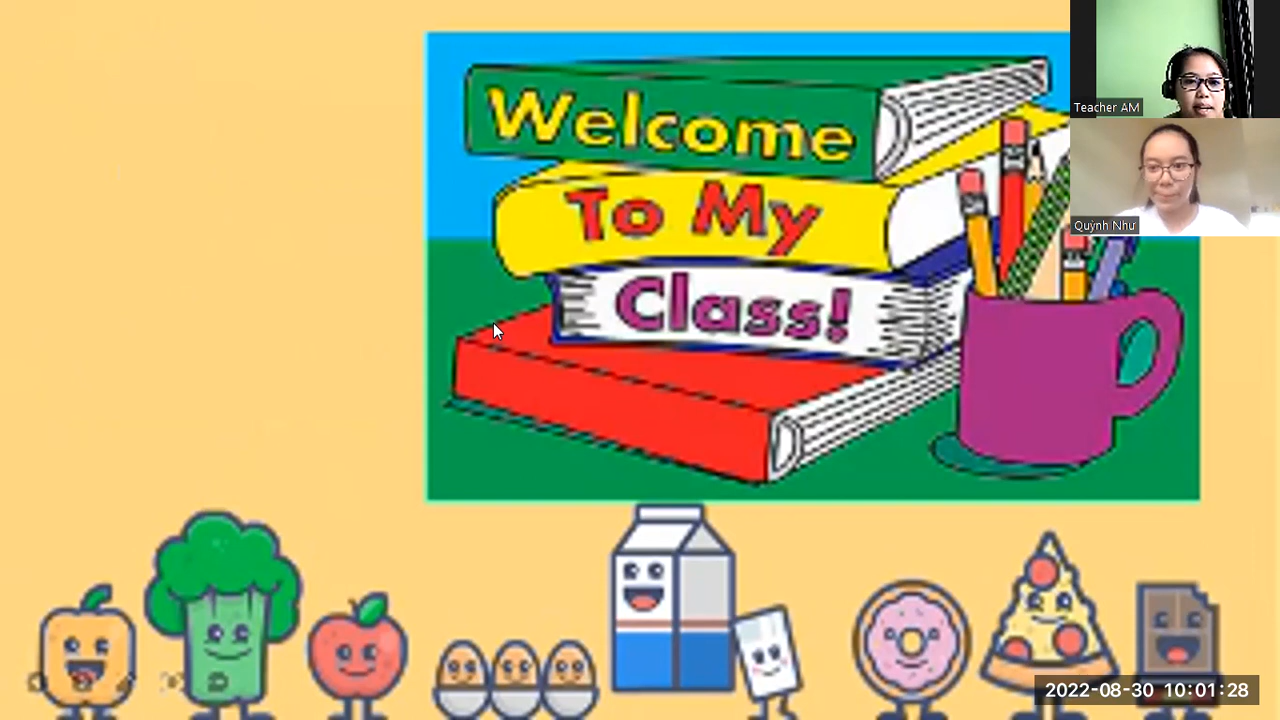 Welcome
To My
Class!
Teacher AM
Quỳnh Như
2022-08-30 10:01:28